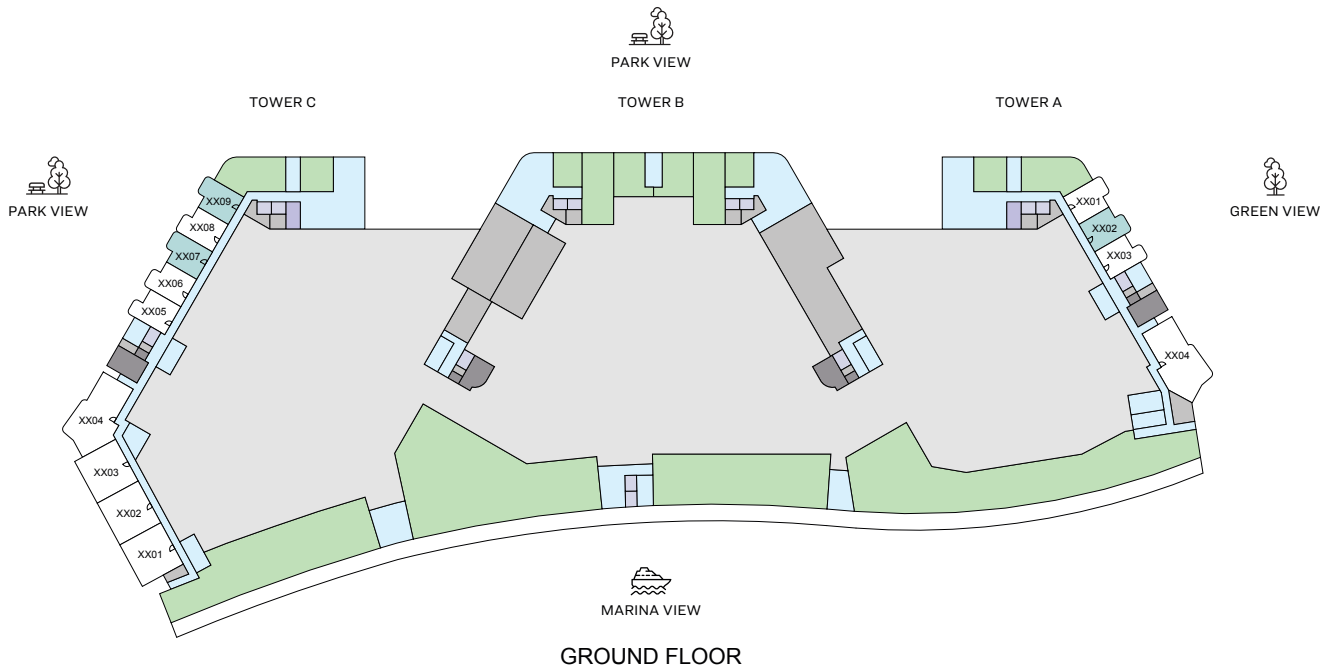 PARK VIEW
TOWER C
TOWER B
TOWER A
PARK VIEW
GREEN VIEW
XX09
XX08
XX07
XX06
XX05
XX04
XX03
XX02
XX01
XX01
XX02
XX03
XX04
MARINA VIEW
GROUND FLOOR